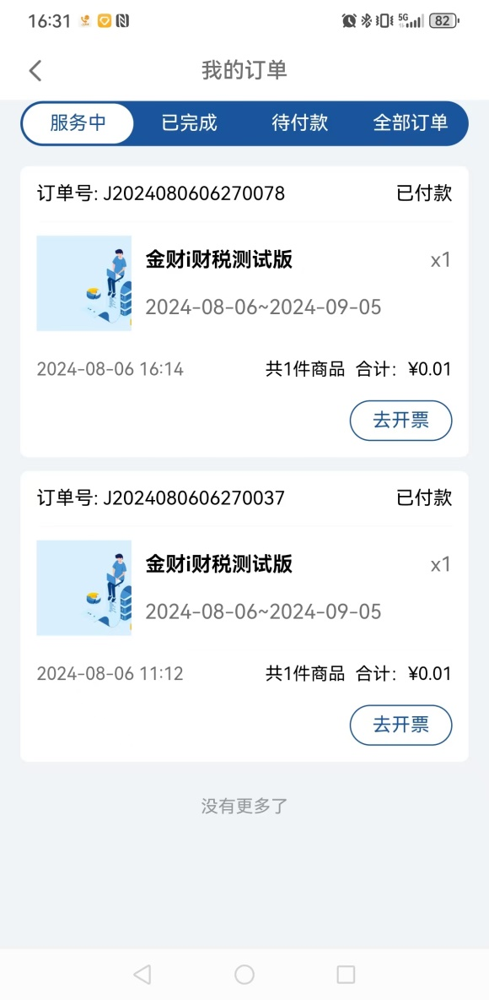 16:31 5G 82
我的订单
服务中 已完成 待付款 全部订单
订单号: J2024080606270078 已付款
金财i财税测试版 x1
2024-08-06~2024-09-05
2024-08-06 16:14 共1件商品 合计：¥0.01
去开票
订单号: J2024080606270037 已付款
金财i财税测试版 x1
2024-08-06~2024-09-05
2024-08-06 11:12 共1件商品 合计：¥0.01
去开票
没有更多了